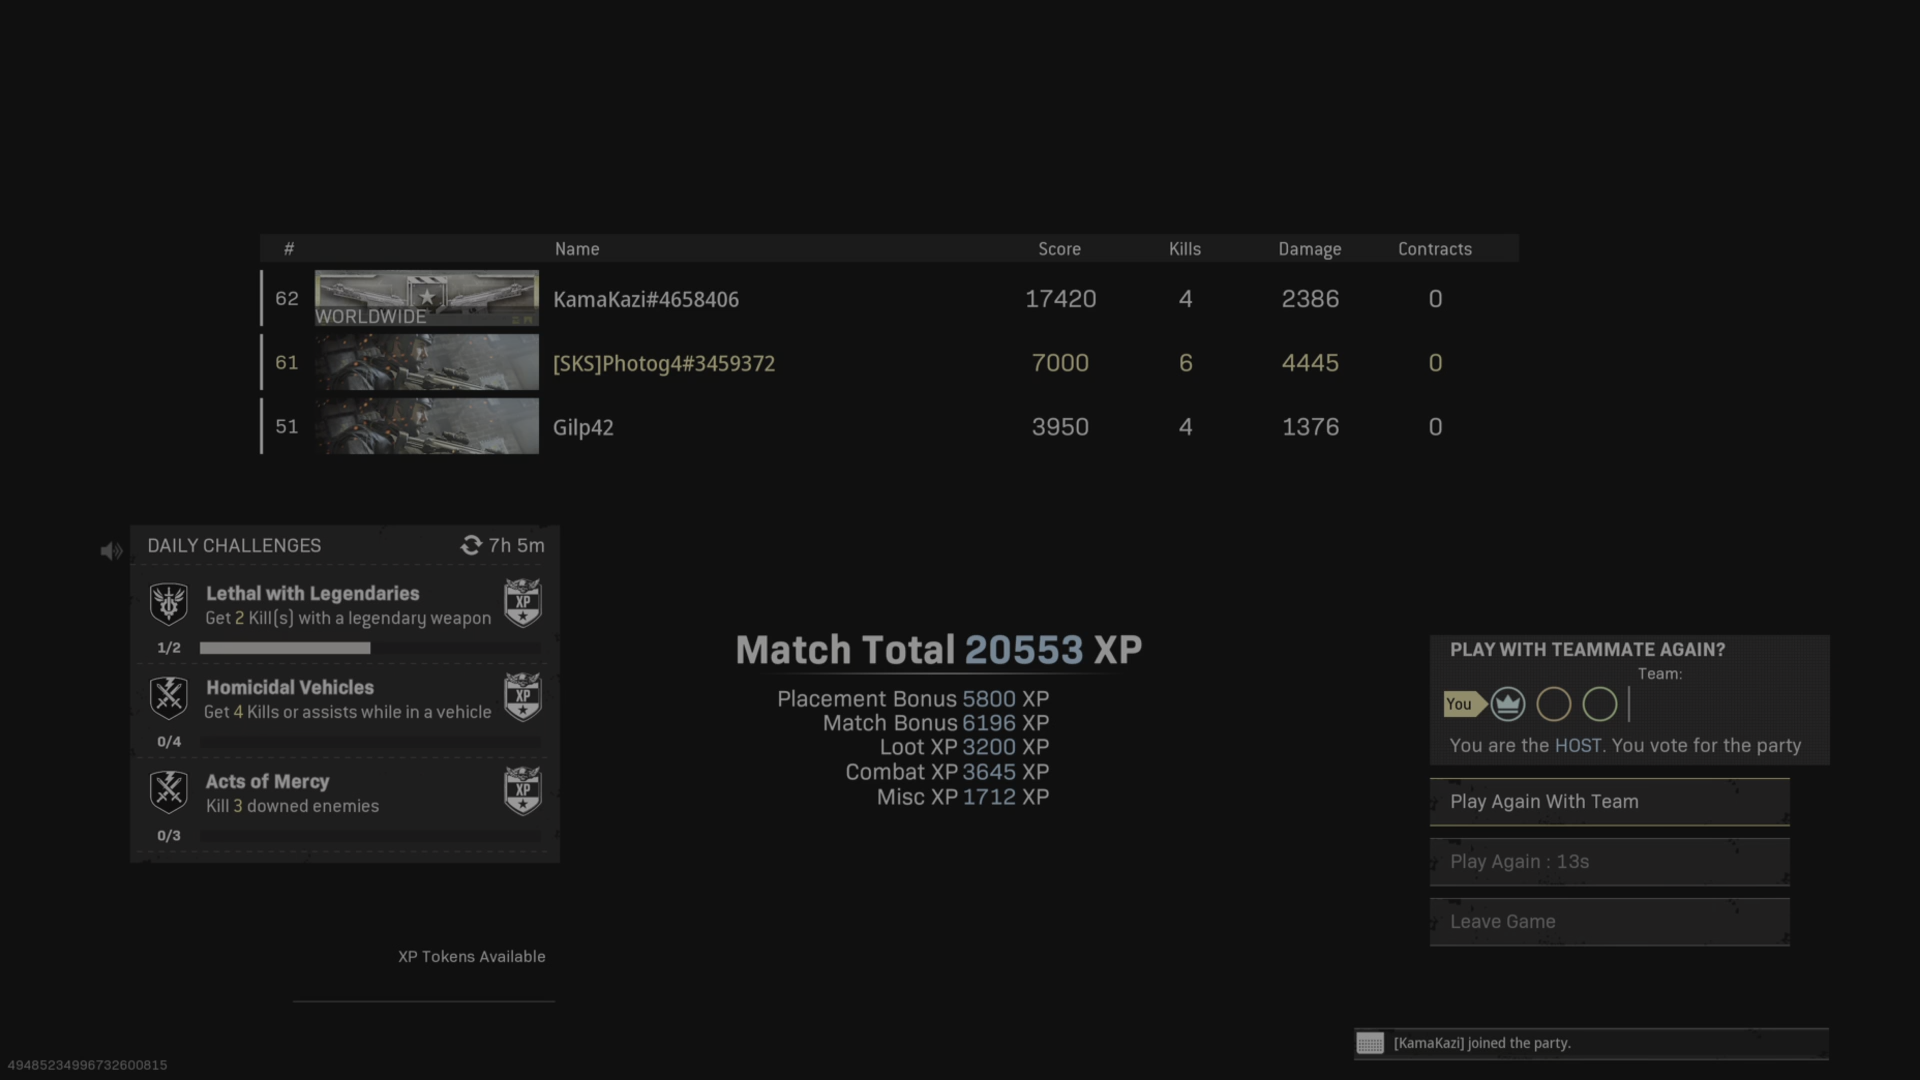 # Name Score Kills Damage Contracts
62 WORLDWIDE KamaKazi#4658406 17420 4 2386 0
61 [SKS]Photog4#3459372 7000 6 4445 0
51 Gilp42 3950 4 1376 0
DAILY CHALLENGES 7h 5m
Lethal with Legendaries
Get 2 Kill(s) with a legendary weapon
XP
1/2
Homicidal Vehicles
Get 4 Kills or assists while in a vehicle
XP
0/4
Acts of Mercy
Kill 3 downed enemies
XP
0/3
XP Tokens Available
Match Total 20553 XP
Placement Bonus 5800 XP
Match Bonus 6196 XP
Loot XP 3200 XP
Combat XP 3645 XP
Misc XP 1712 XP
PLAY WITH TEAMMATE AGAIN?
Team:
You
You are the HOST. You vote for the party
Play Again With Team
Play Again : 13s
Leave Game
[KamaKazi] joined the party.
49485234996732600815